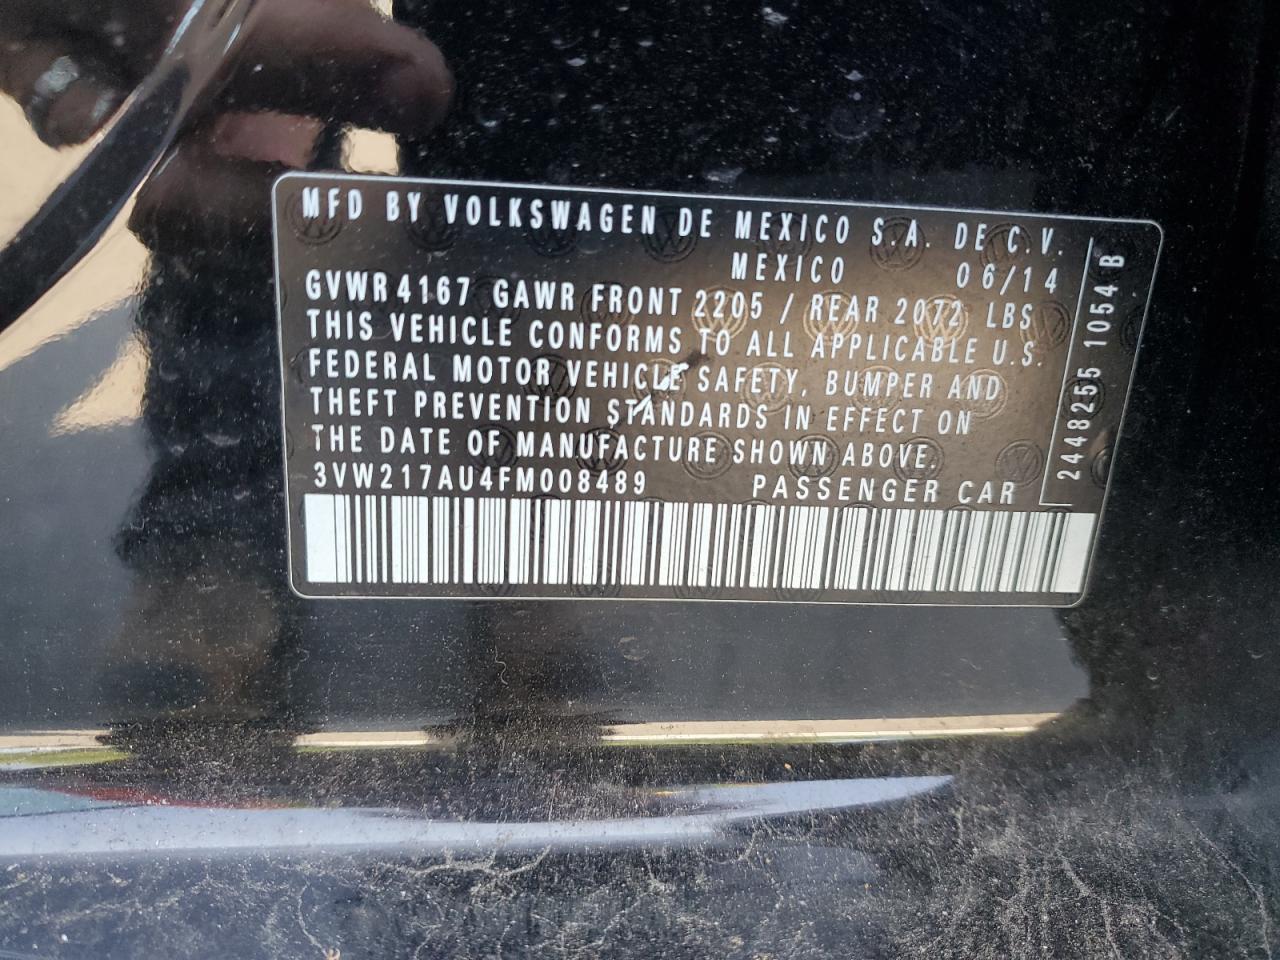 MFD BY VOLKSWAGEN DE MEXICO S.A. DE C.V.
MEXICO 06/14
GVWR 4167 GAWR FRONT 2205 / REAR 2072 LBS
THIS VEHICLE CONFORMS TO ALL APPLICABLE U.S.
FEDERAL MOTOR VEHICLE SAFETY, BUMPER AND
THEFT PREVENTION STANDARDS IN EFFECT ON
THE DATE OF MANUFACTURE SHOWN ABOVE.
3VW217AU4FM008489 PASSENGER CAR
2448255 1054 B